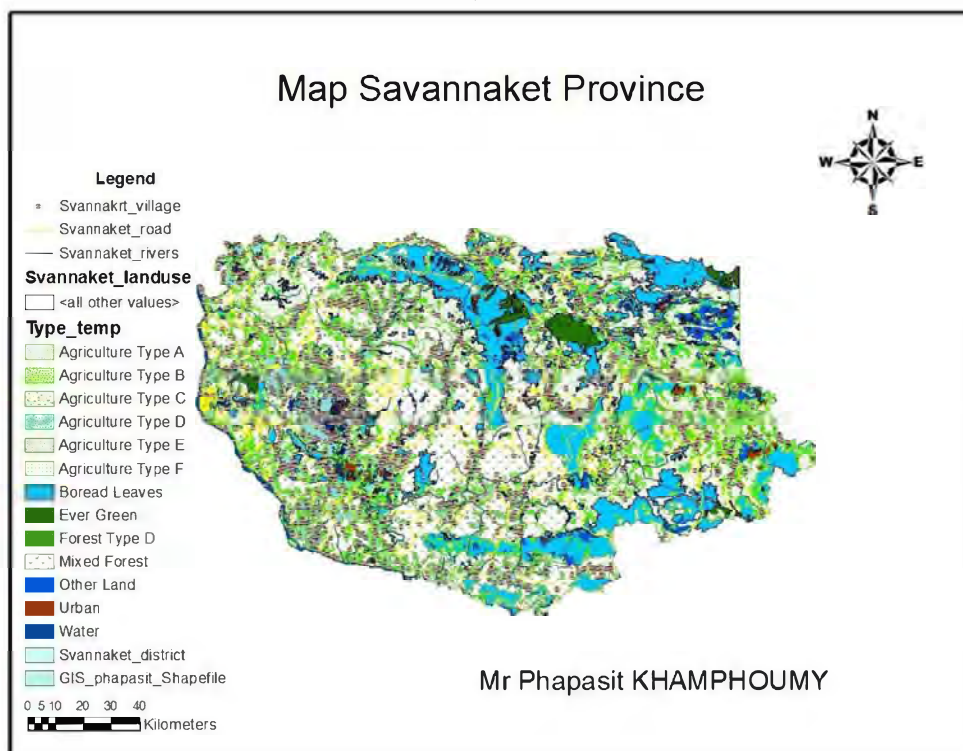 Map Savannaket Province
N
W E
S
Legend
Svannakrt_village
Svannaket_road
Svannaket_rivers
Svannaket_landuse
<all other values>
Type_temp
Agriculture Type A
Agriculture Type B
Agriculture Type C
Agriculture Type D
Agriculture Type E
Agriculture Type F
Boread Leaves
Ever Green
Forest Type D
Mixed Forest
Other Land
Urban
Water
Svannaket_district
GIS_phapasit_Shapefile
0 5 10 20 30 40
Kilometers
Mr Phapasit KHAMPHOUMY